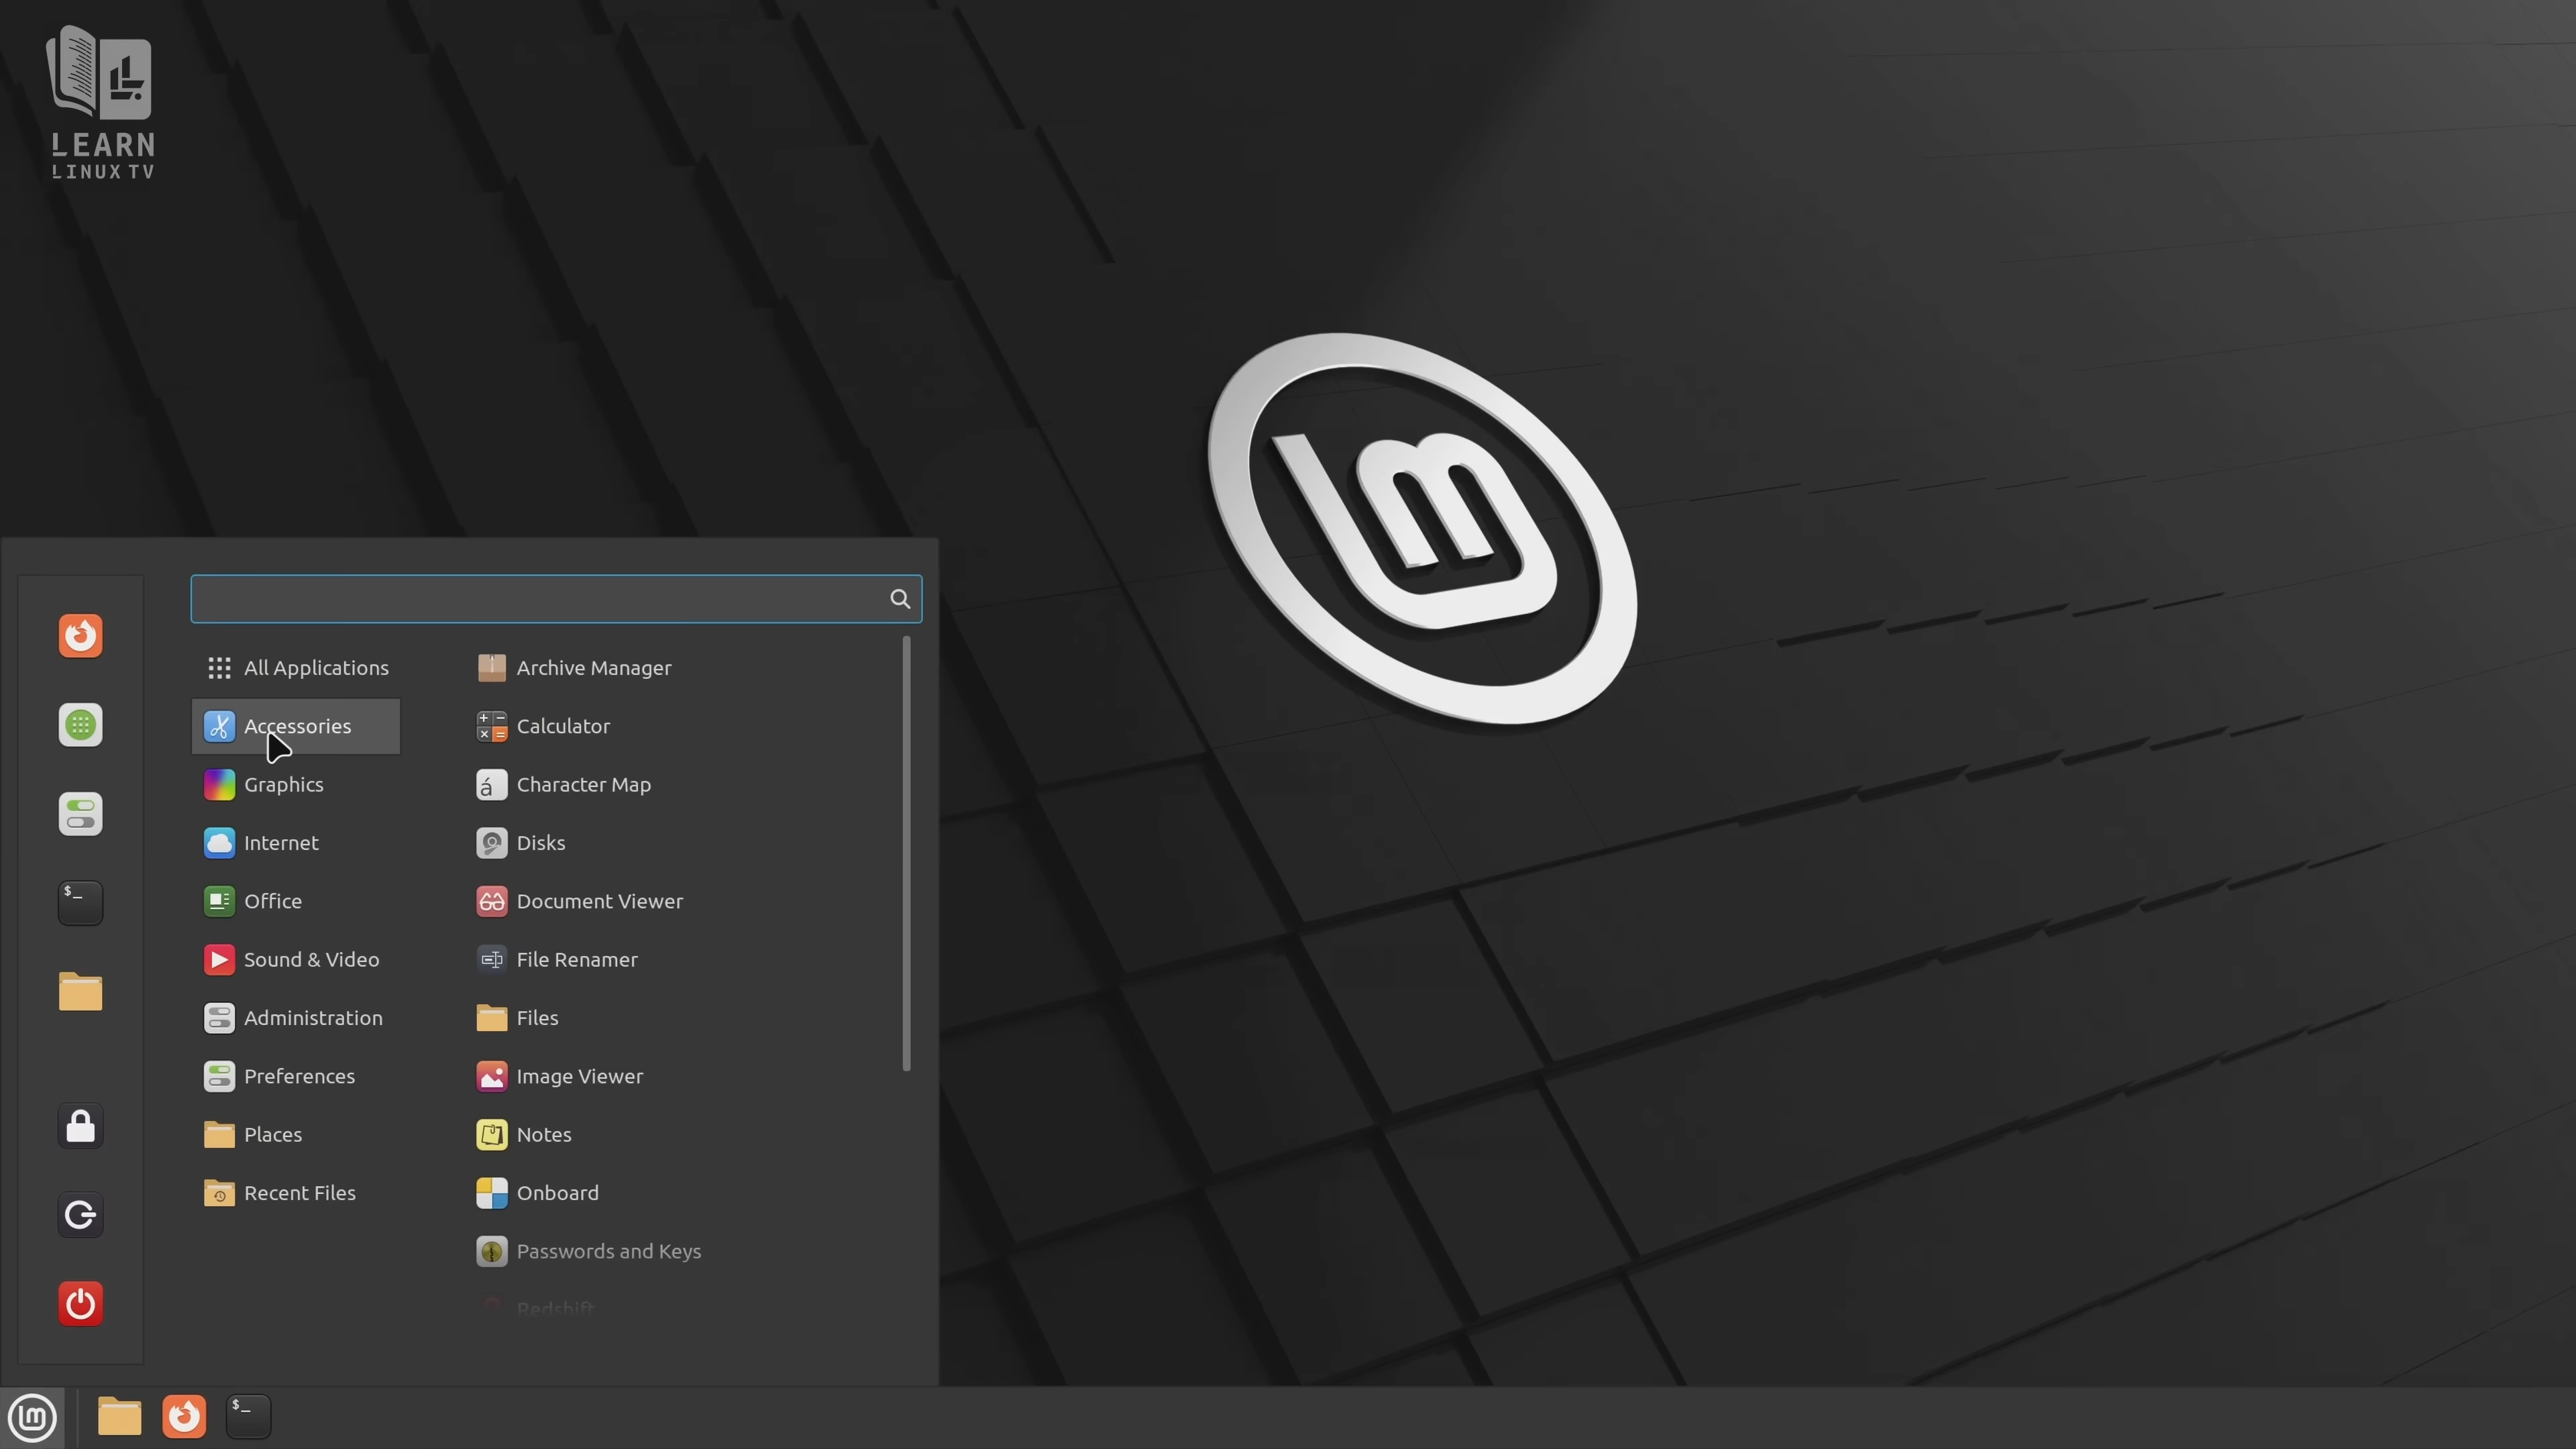 LEARN
LINUX TV
All Applications
Accessories
Graphics
Internet
Office
Sound & Video
Administration
Preferences
Places
Recent Files
Archive Manager
Calculator
Character Map
Disks
Document Viewer
File Renamer
Files
Image Viewer
Notes
Onboard
Passwords and Keys
Redshift